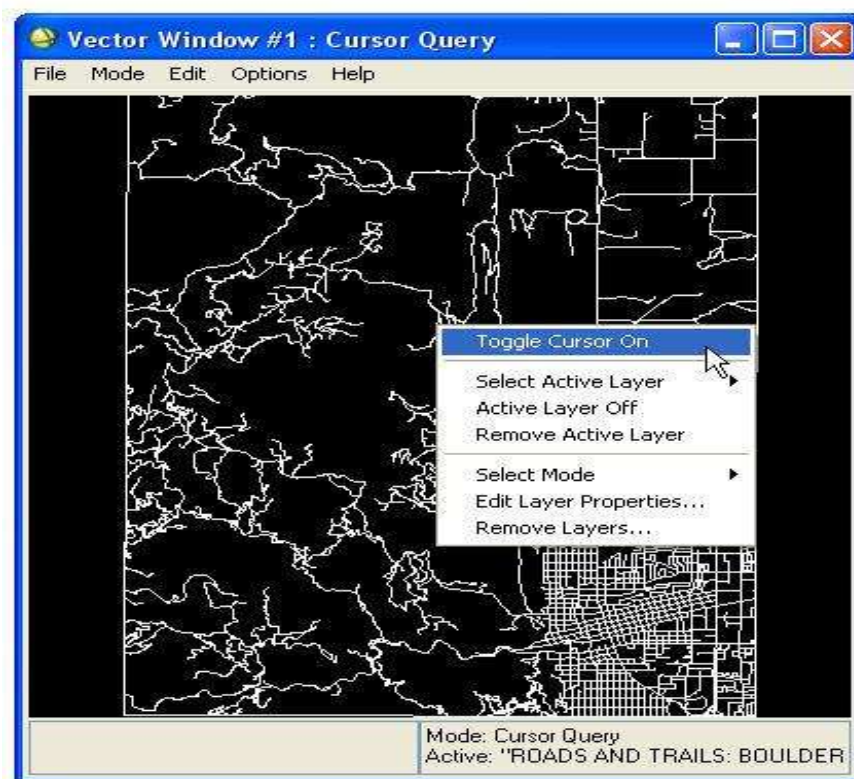 Vector Window #1 : Cursor Query
File Mode Edit Options Help
Toggle Cursor On
Select Active Layer
Active Layer Off
Remove Active Layer
Select Mode
Edit Layer Properties...
Remove Layers...
Mode: Cursor Query
Active: "ROADS AND TRAILS: BOULDER